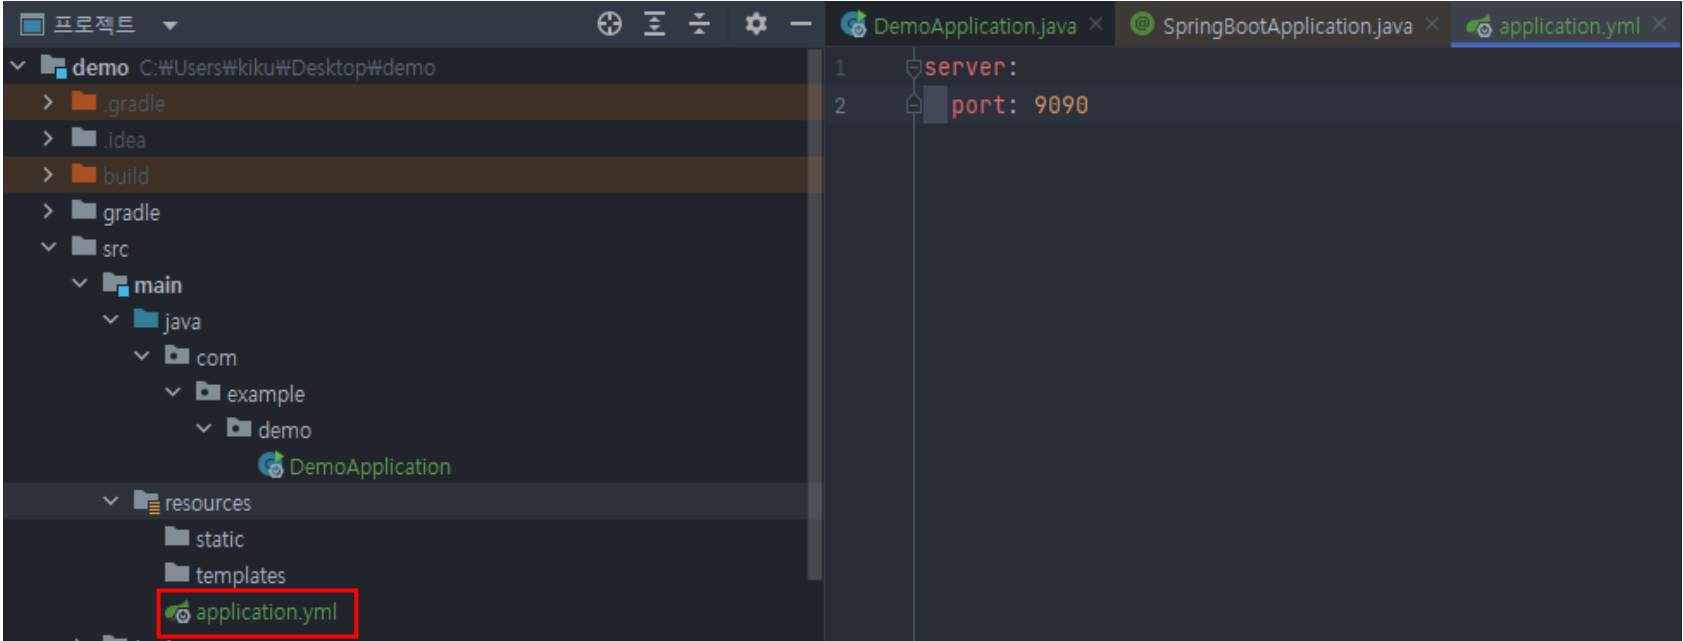 프로젝트
demo C:₩Users₩kiku₩Desktop₩demo
.gradle
.idea
build
gradle
src
main
java
com
example
demo
DemoApplication
resources
static
templates
application.yml
DemoApplication.java SpringBootApplication.java application.yml
1 server:
2 port: 9090